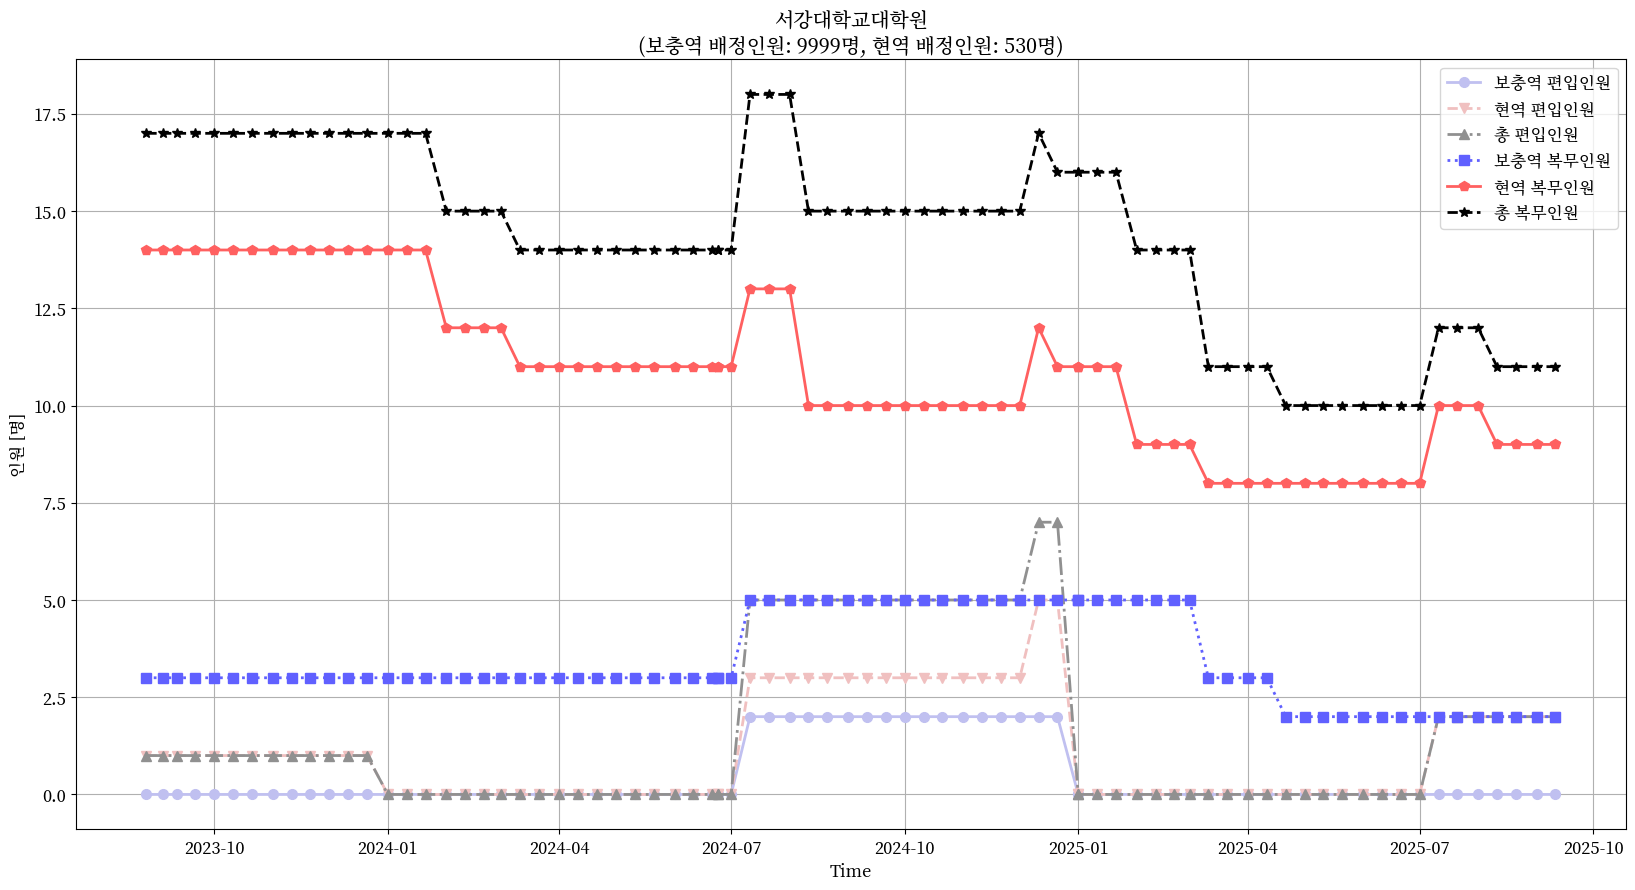 서강대학교대학원
(보충역 배정인원: 9999명, 현역 배정인원: 530명)
보충역 편입인원
현역 편입인원
총 편입인원
보충역 복무인원
현역 복무인원
총 복무인원
인원 [명]
17.5
15.0
12.5
10.0
7.5
5.0
2.5
0.0
2023-10
2024-01
2024-04
2024-07
2024-10
2025-01
2025-04
2025-07
2025-10
Time